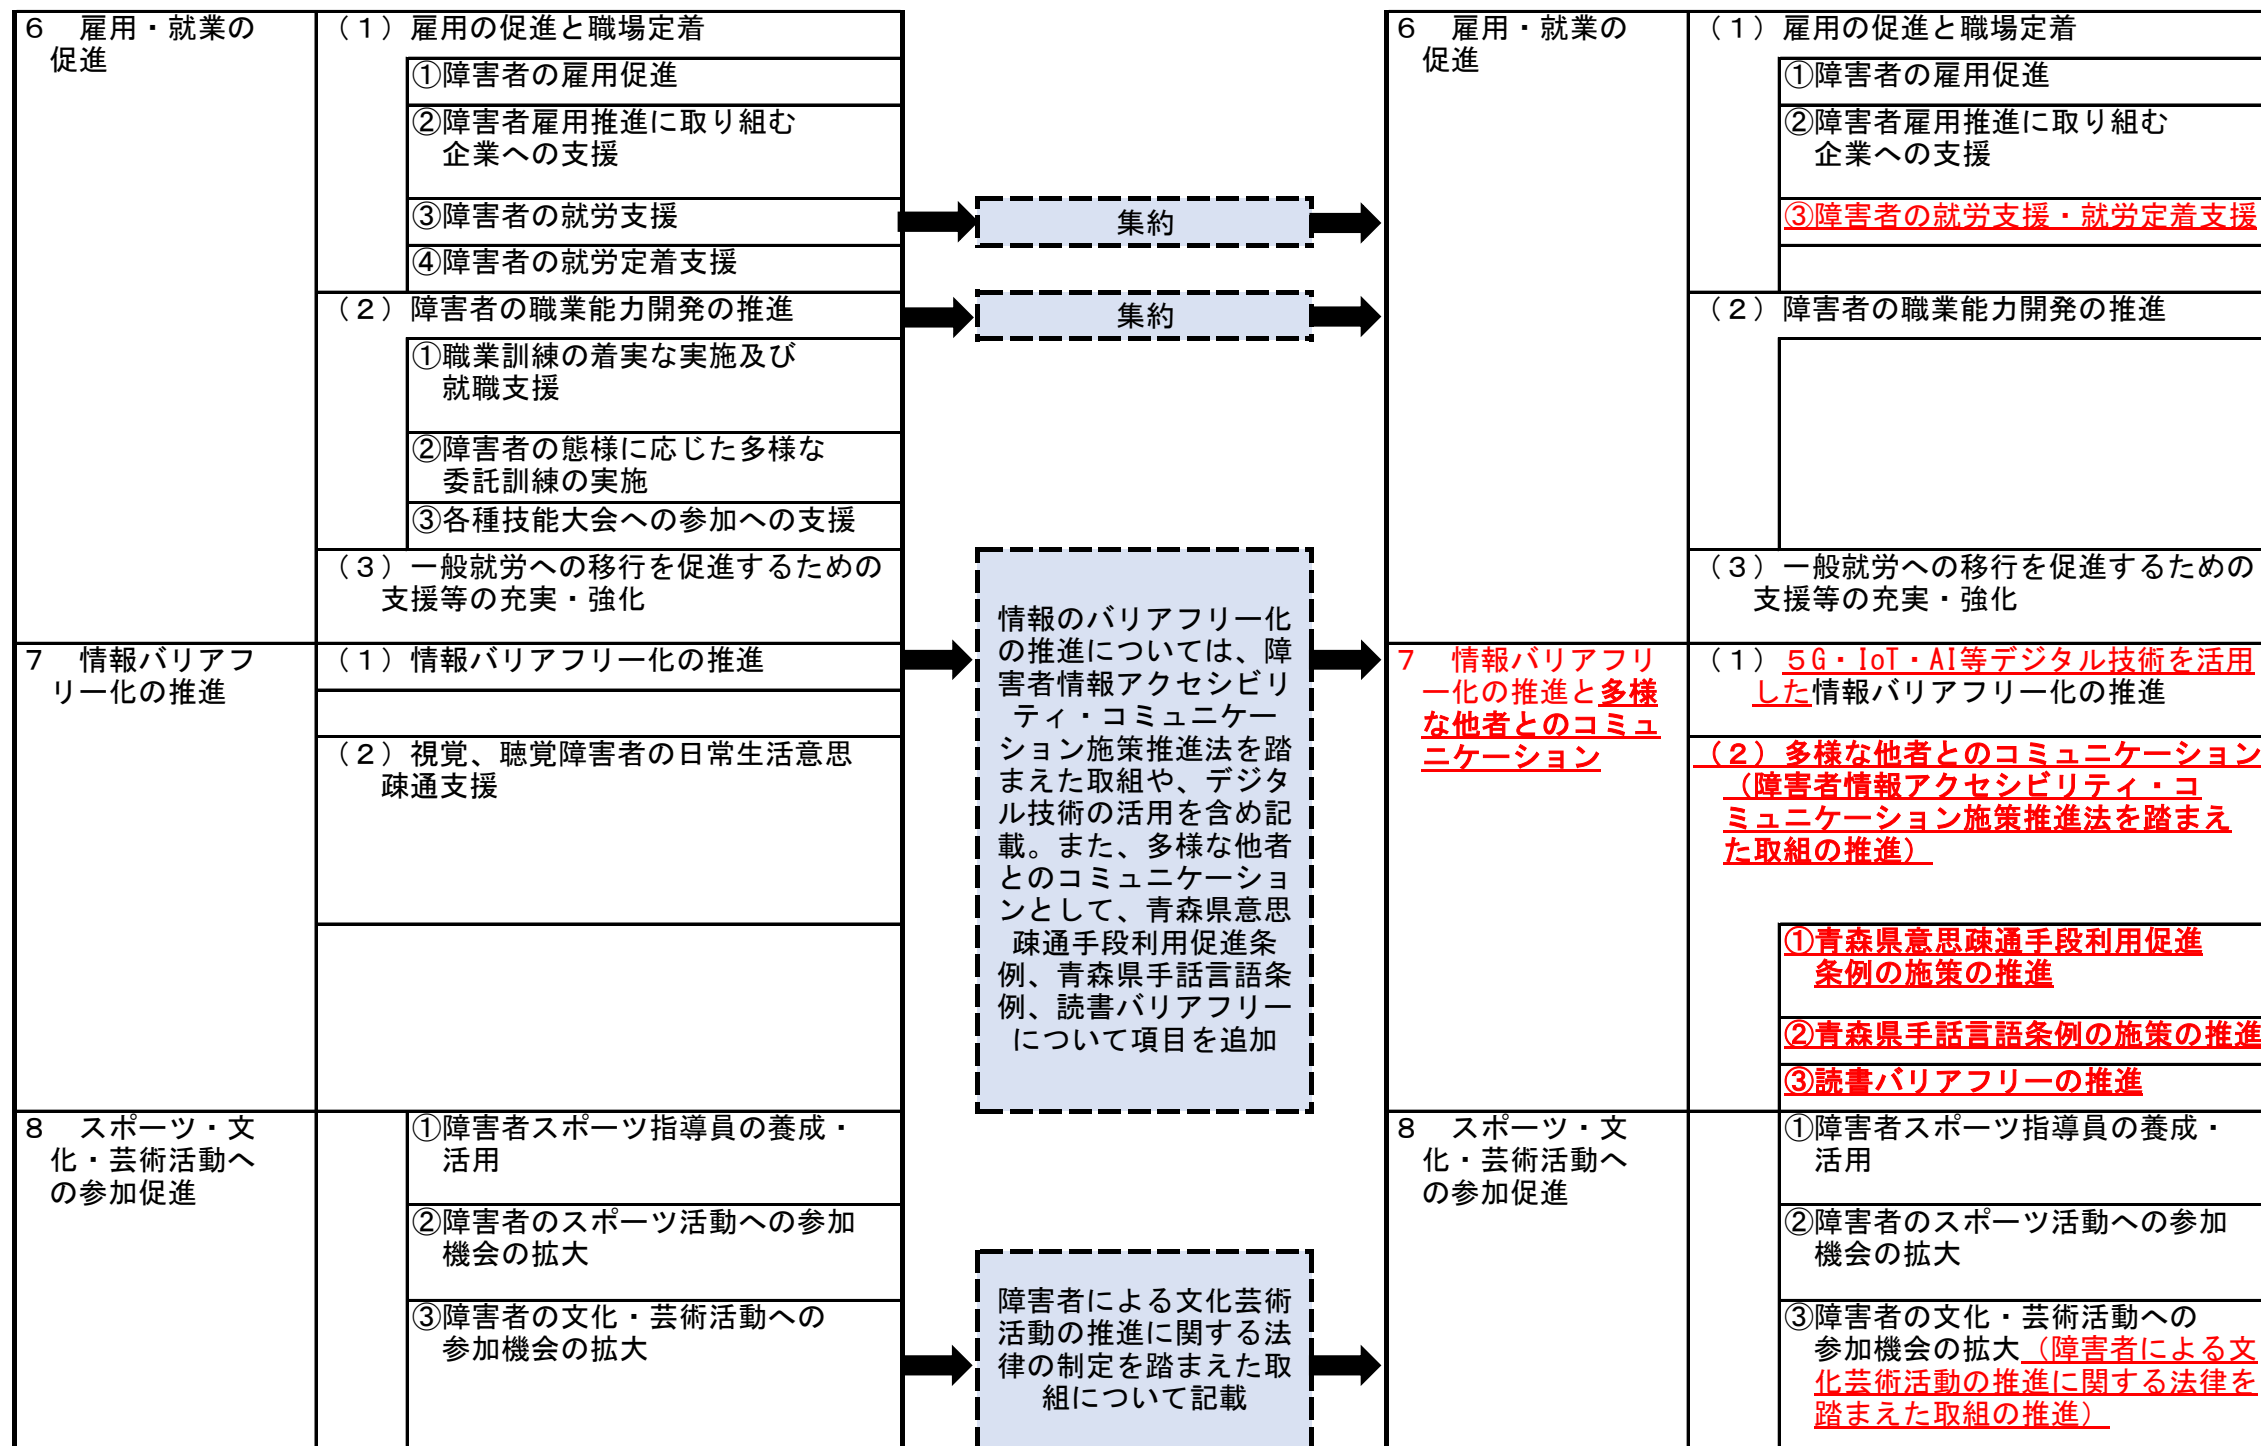 6 雇用・就業の
促進
(1)雇用の促進と職場定着
①障害者の雇用促進
②障害者雇用推進に取り組む
企業への支援
③障害者の就労支援
④障害者の就労定着支援
(2)障害者の職業能力開発の推進
①職業訓練の着実な実施及び
就職支援
②障害者の態様に応じた多様な
委託訓練の実施
③各種技能大会への参加への支援
(3)一般就労への移行を促進するための
支援等の充実・強化
7 情報バリアフ
リー化の推進
(1)情報バリアフリー化の推進
(2)視覚、聴覚障害者の日常生活意思
疎通支援
8 スポーツ・文
化・芸術活動へ
の参加促進
①障害者スポーツ指導員の養成・
活用
②障害者のスポーツ活動への参加
機会の拡大
③障害者の文化・芸術活動への
参加機会の拡大
集約
集約
情報のバリアフリー化
の推進については、障
害者情報アクセシビリ
ティ・コミュニケー
ション施策推進法を踏
まえた取組や、デジタ
ル技術の活用を含め記
載。また、多様な他者
とのコミュニケーショ
ンとして、青森県意思
疎通手段利用促進条
例、青森県手話言語条
例、読書バリアフリー
について項目を追加
障害者による文化芸術
活動の推進に関する法
律の制定を踏まえた取
組について記載
6 雇用・就業の
促進
(1)雇用の促進と職場定着
①障害者の雇用促進
②障害者雇用推進に取り組む
企業への支援
③障害者の就労支援・就労定着支援
(2)障害者の職業能力開発の推進
(3)一般就労への移行を促進するための
支援等の充実・強化
7 情報バリアフリ
ー化の推進と多様
な他者とのコミュ
ニケーション
(1)5G・IoT・AI等デジタル技術を活用
した情報バリアフリー化の推進
(2)多様な他者とのコミュニケーション
(障害者情報アクセシビリティ・コ
ミュニケーション施策推進法を踏まえ
た取組の推進)
①青森県意思疎通手段利用促進
条例の施策の推進
②青森県手話言語条例の施策の推進
③読書バリアフリーの推進
8 スポーツ・文
化・芸術活動へ
の参加促進
①障害者スポーツ指導員の養成・
活用
②障害者のスポーツ活動への参加
機会の拡大
③障害者の文化・芸術活動への
参加機会の拡大(障害者による文
化芸術活動の推進に関する法律を
踏まえた取組の推進)